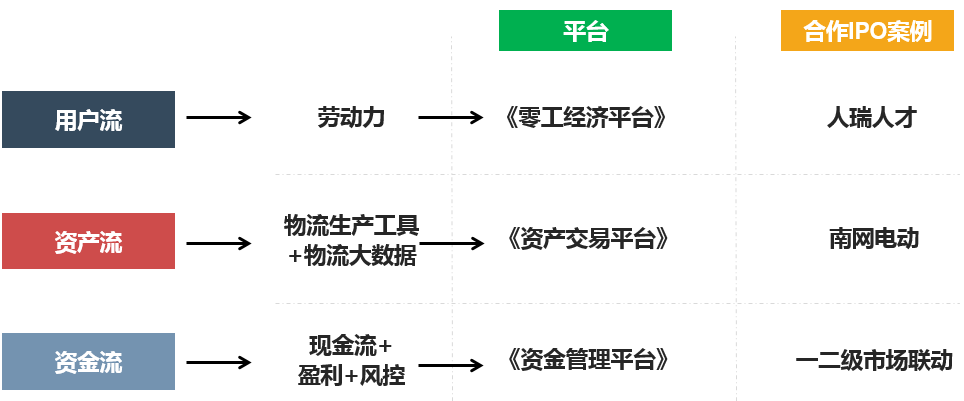 平台
合作IPO案例
用户流
劳动力
《零工经济平台》
人瑞人才
资产流
物流生产工具
+物流大数据
《资产交易平台》
南网电动
资金流
现金流+
盈利+风控
《资金管理平台》
一二级市场联动